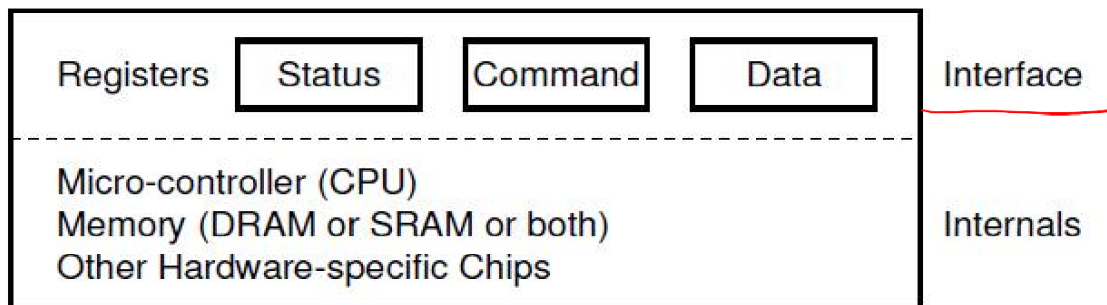 Registers Status Command Data Interface
Micro-controller (CPU)
Memory (DRAM or SRAM or both) Internals
Other Hardware-specific Chips